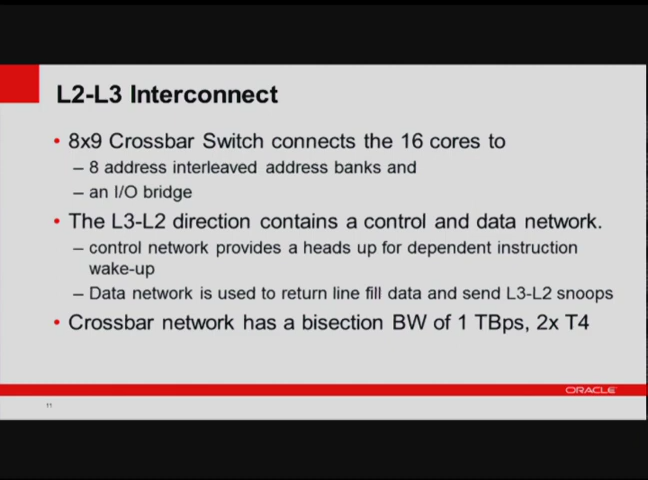 L2-L3 Interconnect
• 8x9 Crossbar Switch connects the 16 cores to
– 8 address interleaved address banks and
– an I/O bridge
• The L3-L2 direction contains a control and data network.
– control network provides a heads up for dependent instruction
wake-up
– Data network is used to return line fill data and send L3-L2 snoops
• Crossbar network has a bisection BW of 1 TBps, 2x T4
ORACLE
11